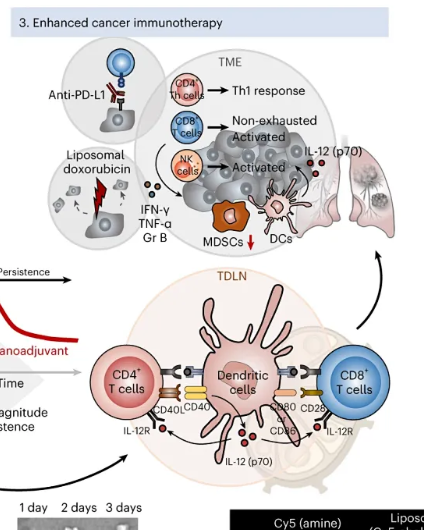 3. Enhanced cancer immunotherapy
TME
Anti-PD-L1
CD4+
Th cells
Th1 response
CD8+
T cells
Non-exhausted
Activated
NK
cells
Activated
IL-12 (p70)
Liposomal
doxorubicin
IFN-γ
TNF-α
Gr B
MDSCs
DCs
Persistence
TDLN
anoadjuvant
CD4+
T cells
Dendritic
cells
CD8+
T cells
Time
CD40L
CD40
CD80
CD86
CD28
agnitude
stence
IL-12R
IL-12R
IL-12 (p70)
1 day 2 days 3 days
Cy5 (amine)
Liposo